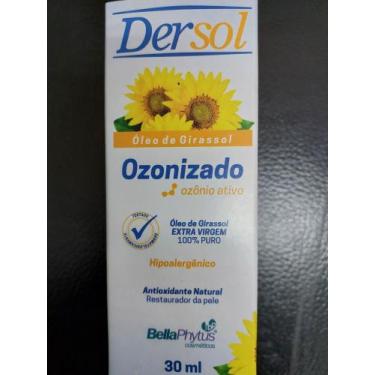 Dersol
Óleo de Girassol
Ozonizado
ozônio ativo
TESTADO
Óleo de Girassol
EXTRA VIRGEM
100% PURO
Hipoalergênico
Antioxidante Natural
Restaurador da pele
BellaPhytus
cosméticos
30 ml